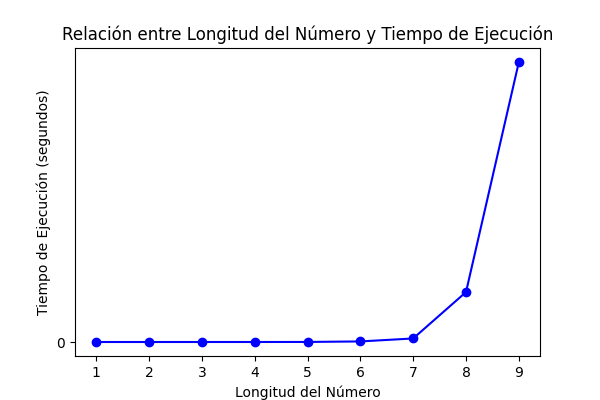 Relación entre Longitud del Número y Tiempo de Ejecución
Tiempo de Ejecución (segundos)
0
1 2 3 4 5 6 7 8 9
Longitud del Número